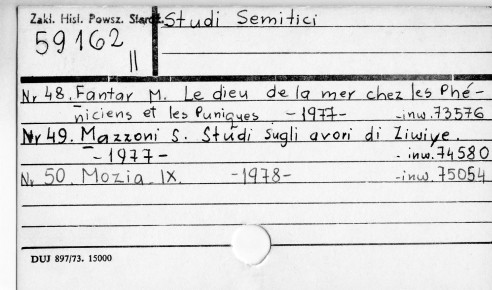 Zakł. Hist. Powsz. Staroż. Studi Semitici
59162
II
Nr 48. Fantar M. Le dieu de la mer chez les Phé-
niciens et les Puniques -1977- -inw. 73576
Nr 49. Mazzoni S. Studi sugli avori di Ziwiye.
-1977- -inw. 74580
Nr 50. Mozia IX. -1978- -inw. 75054
DUJ 897/73. 15000